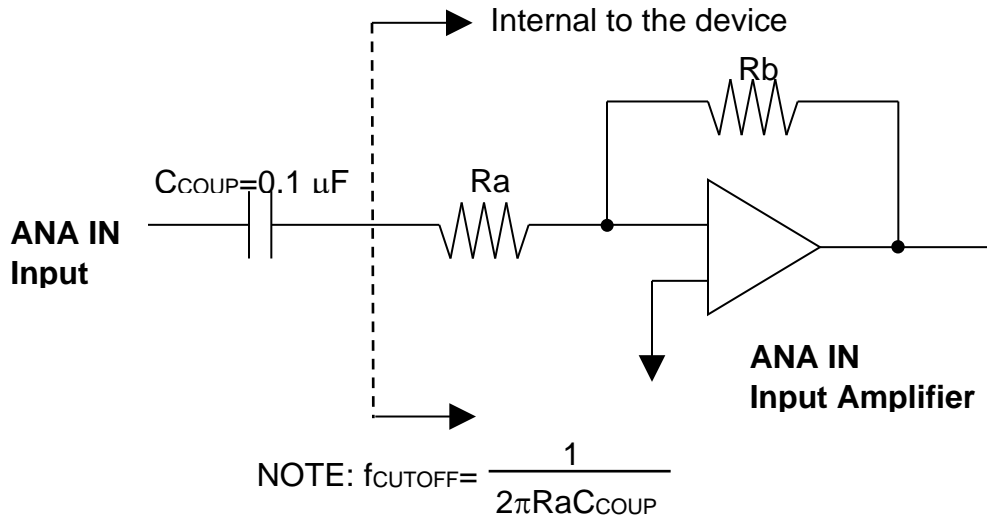 Internal to the device
Rb
CCOUP=0.1 μF
Ra
ANA IN
Input
ANA IN
Input Amplifier
NOTE: fCUTOFF= 1
2πRaCCOUP